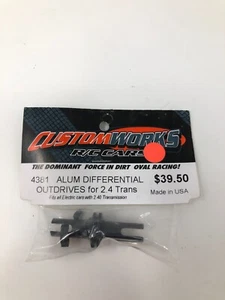 CUSTOMWORKS
R/C CARS
THE DOMINANT FORCE IN DIRT OVAL RACING!
4381 ALUM DIFFERENTIAL $39.50
OUTDRIVES for 2.4 Trans Made in USA
Fits all Electric cars with 2.40 Transmission